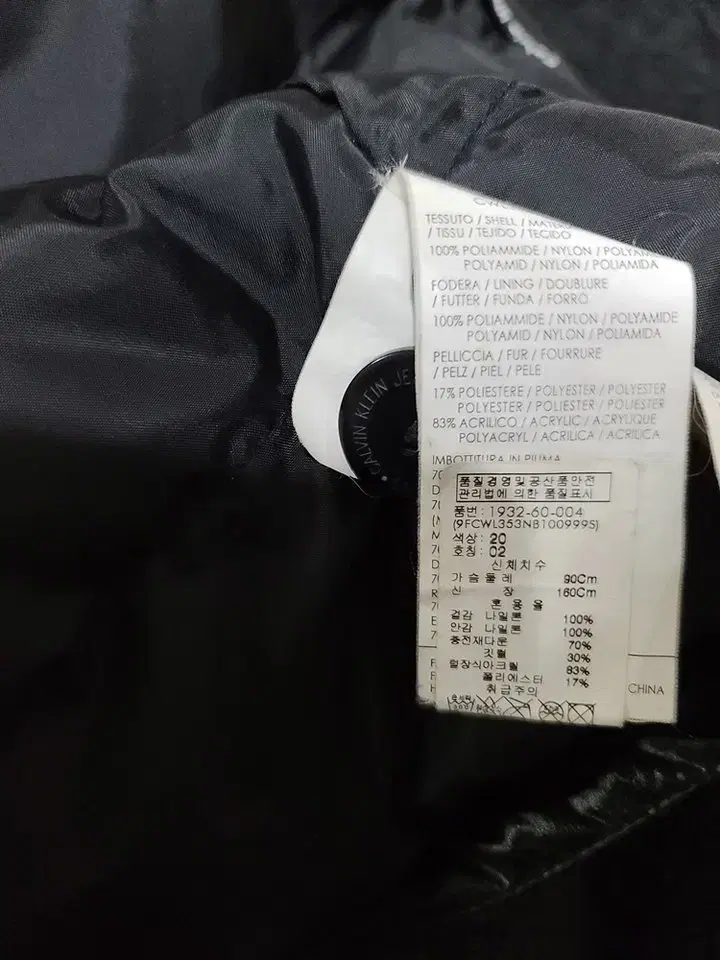 TESSUTO / SHELL /
/ TISSU / TEJIDO / TECIDO
100% POLIAMMIDE / NYLON /
POLYAMID / NYLON / POLIAMIDA
FODERA / LINING / DOUBLURE
/ FUTTER / FUNDA / FORRO
100% POLIAMMIDE / NYLON / POLYAMIDE
POLYAMID / NYLON / POLIAMIDA
PELLICCIA / FUR / FOURRURE
/ PELZ / PIEL / PELE
17% POLIESTERE / POLYESTER / POLYESTER
POLYESTER / POLIESTER / POLIESTER
83% ACRILICO / ACRYLIC / ACRYLIQUE
POLYACRYL / ACRILICA / ACRILICA
IMBOTTITURA IN PIUMA
CALVIN KLEIN
품질경영및공산품안전
관리법에 의한 품질표시
품번: 1932-60-004
(9FCWL353NB100999S)
색상: 20
호칭: 02
신체치수
가슴둘레 90Cm
신 장 160Cm
혼용율
겉감 나일론 100%
안감 나일론 100%
충전재다운 70%
깃털 30%
털장식아크릴 83%
폴리에스터 17%
취급주의
CHINA